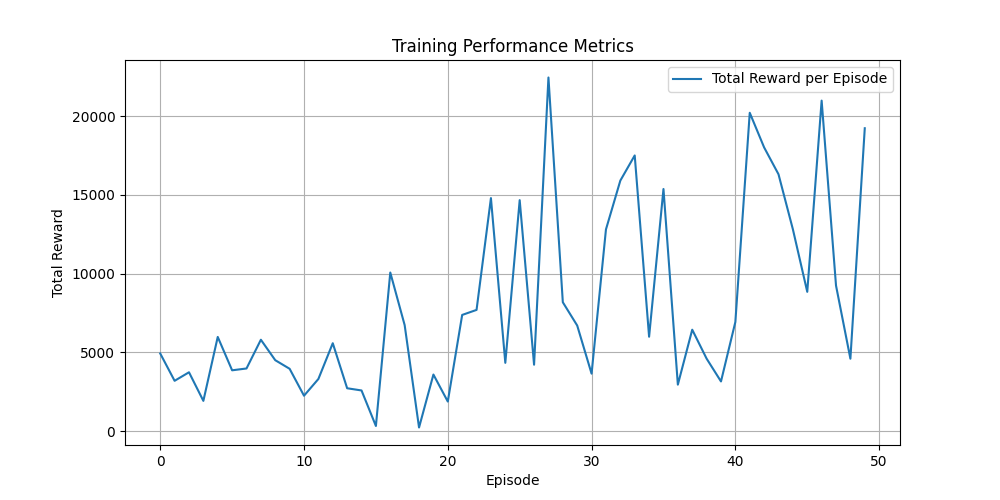 Training Performance Metrics
Total Reward per Episode
Total Reward
20000
15000
10000
5000
0
0 10 20 30 40 50
Episode